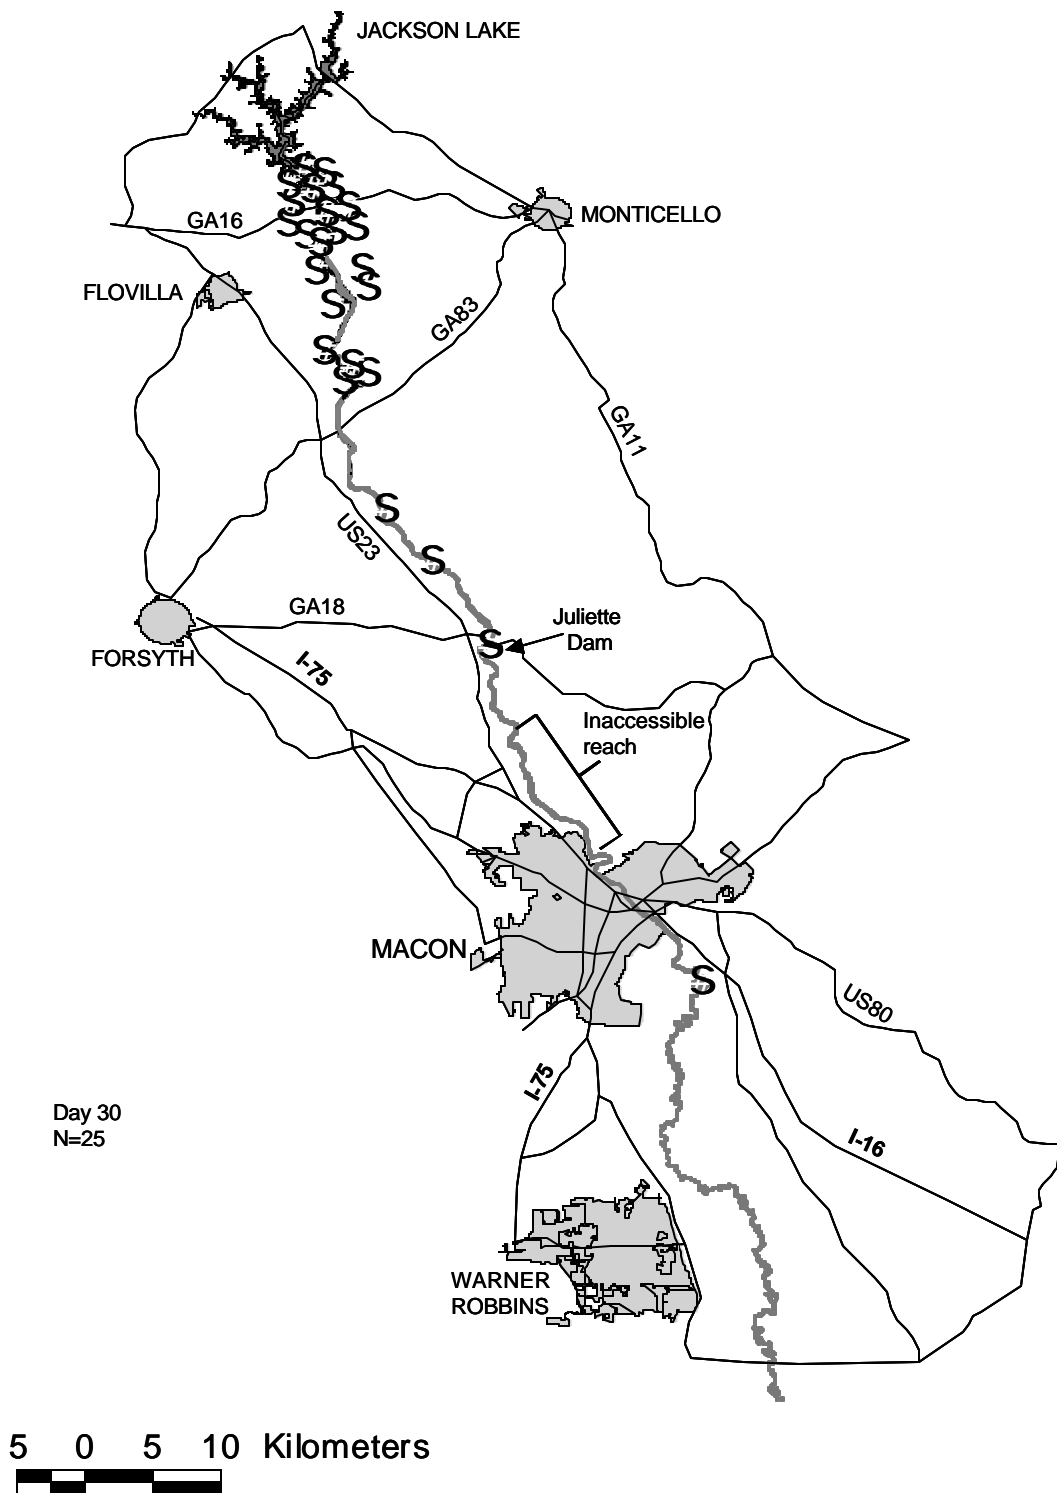 JACKSON LAKE
MONTICELLO
GA16
FLOVILLA
GA83
GA11
US23
GA18
Juliette
Dam
FORSYTH
I-75
Inaccessible
reach
MACON
US80
I-75
Day 30
N=25
I-16
WARNER
ROBBINS
5 0 5 10 Kilometers